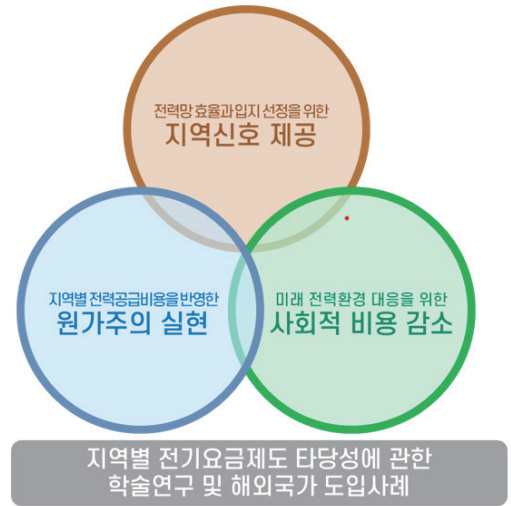 전력망 효율과 입지 선정을 위한
지역신호 제공
지역별 전력공급비용을 반영한
원가주의 실현
미래 전력환경 대응을 위한
사회적 비용 감소
지역별 전기요금제도 타당성에 관한
학술연구 및 해외국가 도입사례